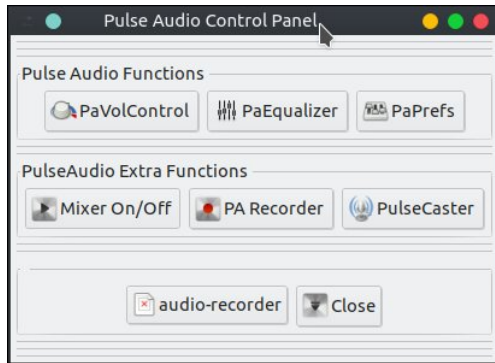 Pulse Audio Control Panel
Pulse Audio Functions
PaVolControl PaEqualizer PaPrefs
PulseAudio Extra Functions
Mixer On/Off PA Recorder PulseCaster
audio-recorder Close